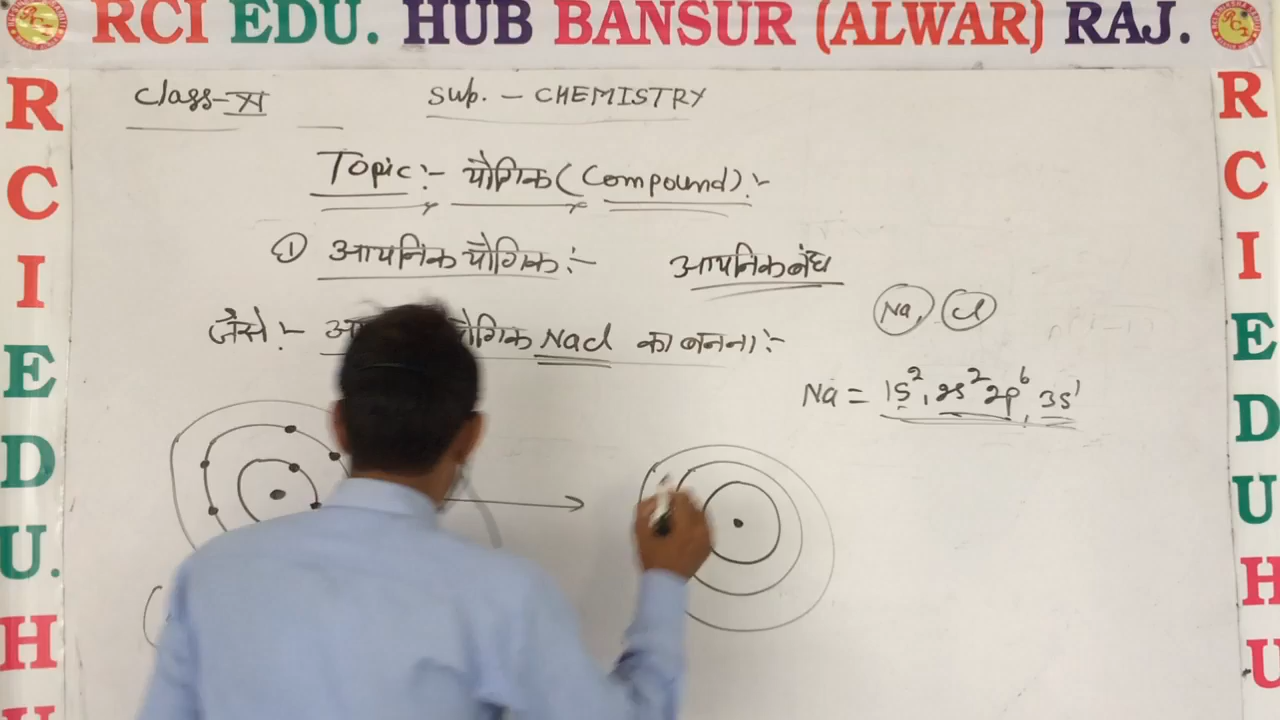 RCI EDU. HUB BANSUR (ALWAR) RAJ.
Class-XI Sub. - CHEMISTRY
Topic:- यौगिक (Compound):-
① आयनिक यौगिक:- आयनिक बंध
जैसे:- आ यौगिक Nacl का बनना:-
Na, Cl
Na = 1S², 2s² 2p⁶, 3s¹
R
C
I
E
D
U.
H
R
C
I
E
D
U
H
U